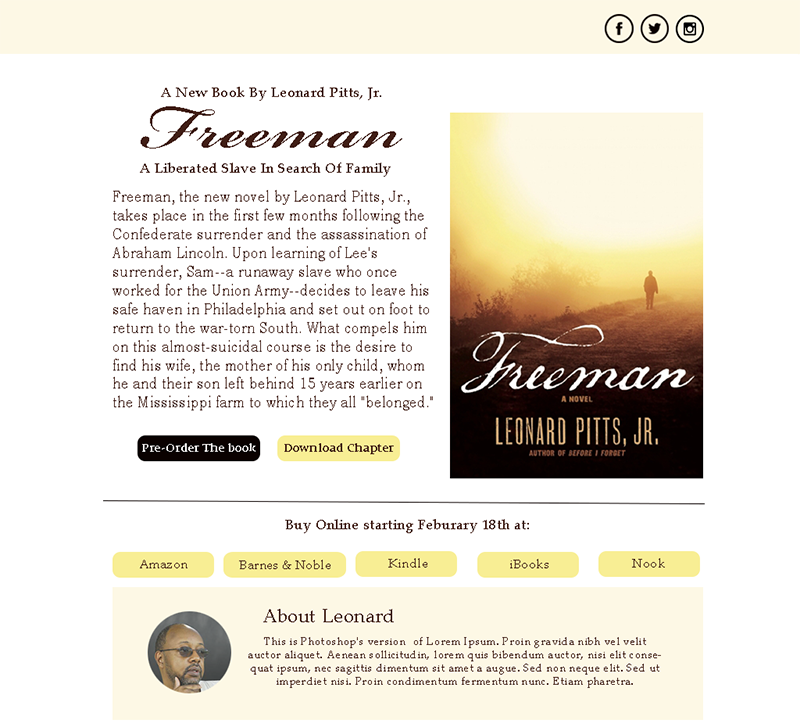 A New Book By Leonard Pitts, Jr.
Freeman
A Liberated Slave In Search Of Family
Freeman, the new novel by Leonard Pitts, Jr.,
takes place in the first few months following the
Confederate surrender and the assassination of
Abraham Lincoln. Upon learning of Lee's
surrender, Sam--a runaway slave who once
worked for the Union Army--decides to leave his
safe haven in Philadelphia and set out on foot to
return to the war-torn South. What compels him
on this almost-suicidal course is the desire to
find his wife, the mother of his only child, whom
he and their son left behind 15 years earlier on
the Mississippi farm to which they all "belonged."
Pre-Order The book
Download Chapter
Freeman
A NOVEL
LEONARD PITTS, JR.
AUTHOR OF BEFORE I FORGET
Buy Online starting Feburary 18th at:
Amazon
Barnes & Noble
Kindle
iBooks
Nook
About Leonard
This is Photoshop's version of Lorem Ipsum. Proin gravida nibh vel velit
auctor aliquet. Aenean sollicitudin, lorem quis bibendum auctor, nisi elit conse-
quat ipsum, nec sagittis dimentum sit amet a augue. Sed non neque elit. Sed ut
imperdiet nisi. Proin condimentum fermentum nunc. Etiam pharetra.